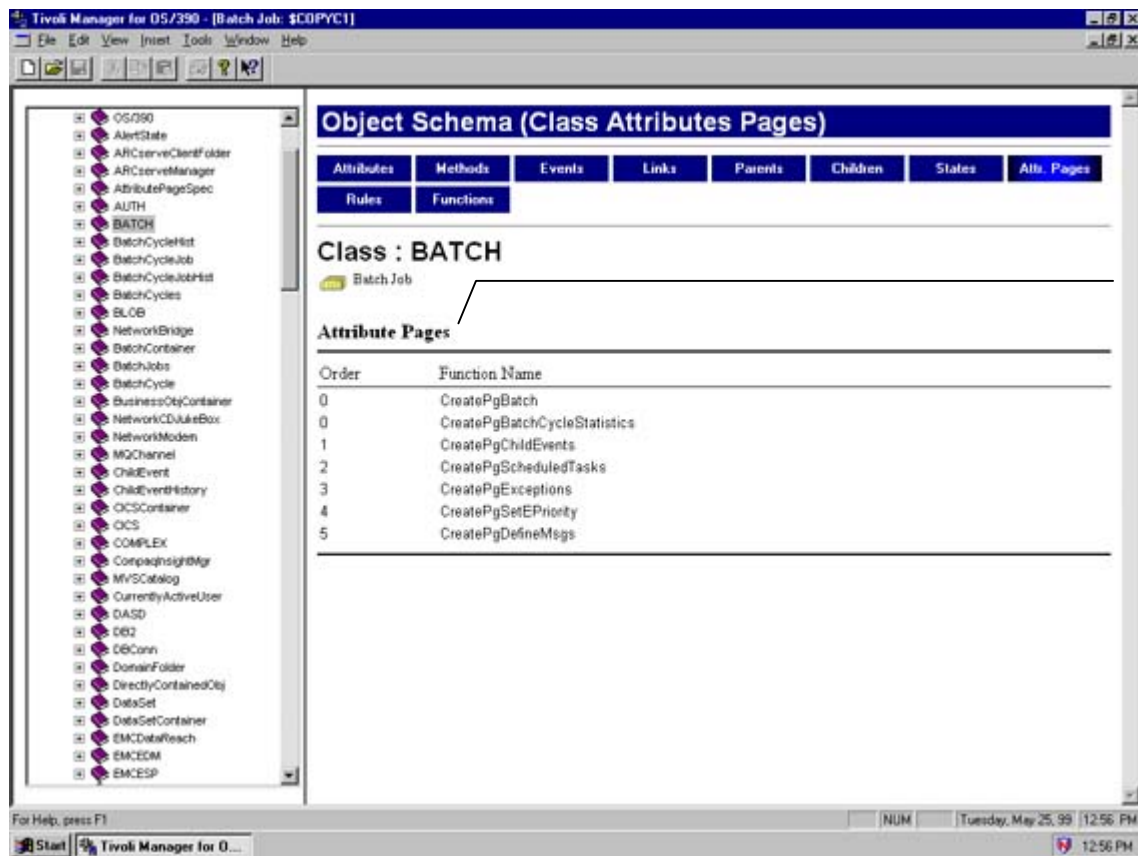 Tivoli Manager for OS/390 - [Batch Job: $COPYC1]
File Edit View Insert Tools Window Help
OS/390
AlertState
ARCserveClientFolder
ARCserveManager
AttributePageSpec
AUTH
BATCH
BatchCycleHist
BatchCycleJob
BatchCycleJobHist
BatchCycles
BLOB
NetworkBridge
BatchContainer
BatchJobs
BatchCycle
BusinessObjContainer
NetworkCDJukeBox
NetworkModem
MQChannel
ChildEvent
ChildEventHistory
CICSContainer
CICS
COMPLEX
CompaqInsightMgr
MVSCatalog
CurrentlyActiveUser
DASD
DB2
DBConn
DomainFolder
DirectlyContainedObj
DataSet
DataSetContainer
EMCDataReach
EMCEDM
EMCESP
Object Schema (Class Attributes Pages)
Attributes Methods Events Links Parents Children States Attr. Pages
Rules Functions
Class : BATCH
Batch Job
Attribute Pages
Order Function Name
0 CreatePgBatch
0 CreatePgBatchCycleStatistics
1 CreatePgChildEvents
2 CreatePgScheduledTasks
3 CreatePgExceptions
4 CreatePgSetEPriority
5 CreatePgDefineMsgs
For Help, press F1 NUM Tuesday, May 25, 99 12:56 PM
Start Tivoli Manager for O... 12:56 PM